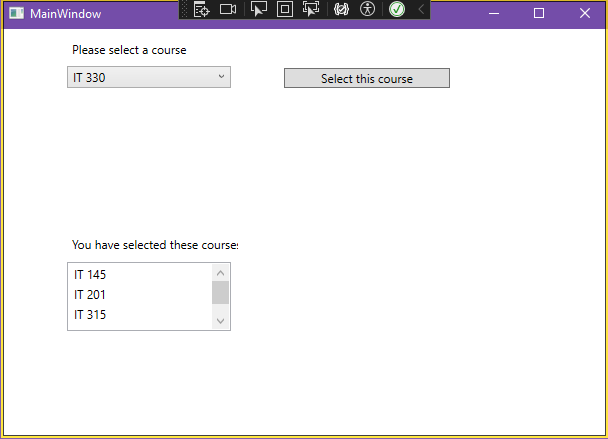 MainWindow
Please select a course
IT 330
Select this course
You have selected these courses
IT 145
IT 201
IT 315